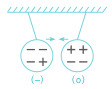 − − + +
− + − −
(−) (o)